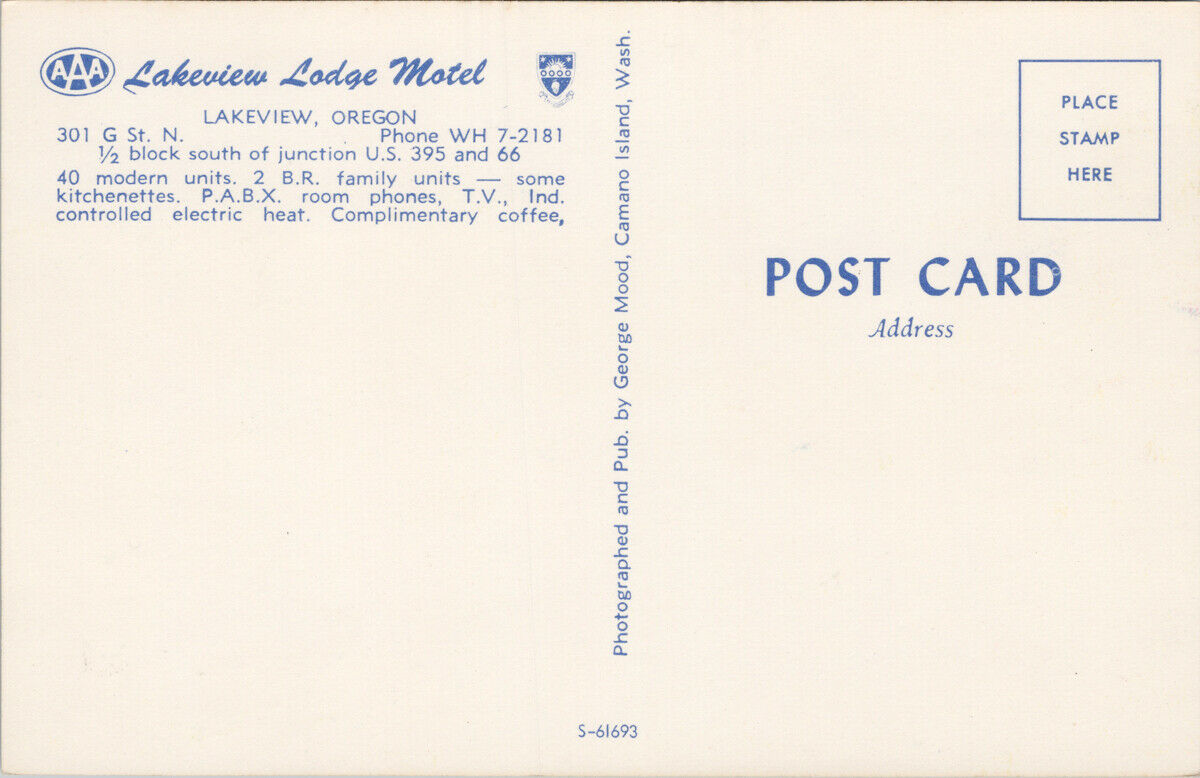 AAA Lakeview Lodge Motel
LAKEVIEW, OREGON
301 G St. N. Phone WH 7-2181
½ block south of junction U.S. 395 and 66
40 modern units. 2 B.R. family units — some
kitchenettes. P.A.B.X. room phones, T.V., Ind.
controlled electric heat. Complimentary coffee,
Photographed and Pub. by George Mood, Camano Island, Wash.
S-61693
PLACE
STAMP
HERE
POST CARD
Address